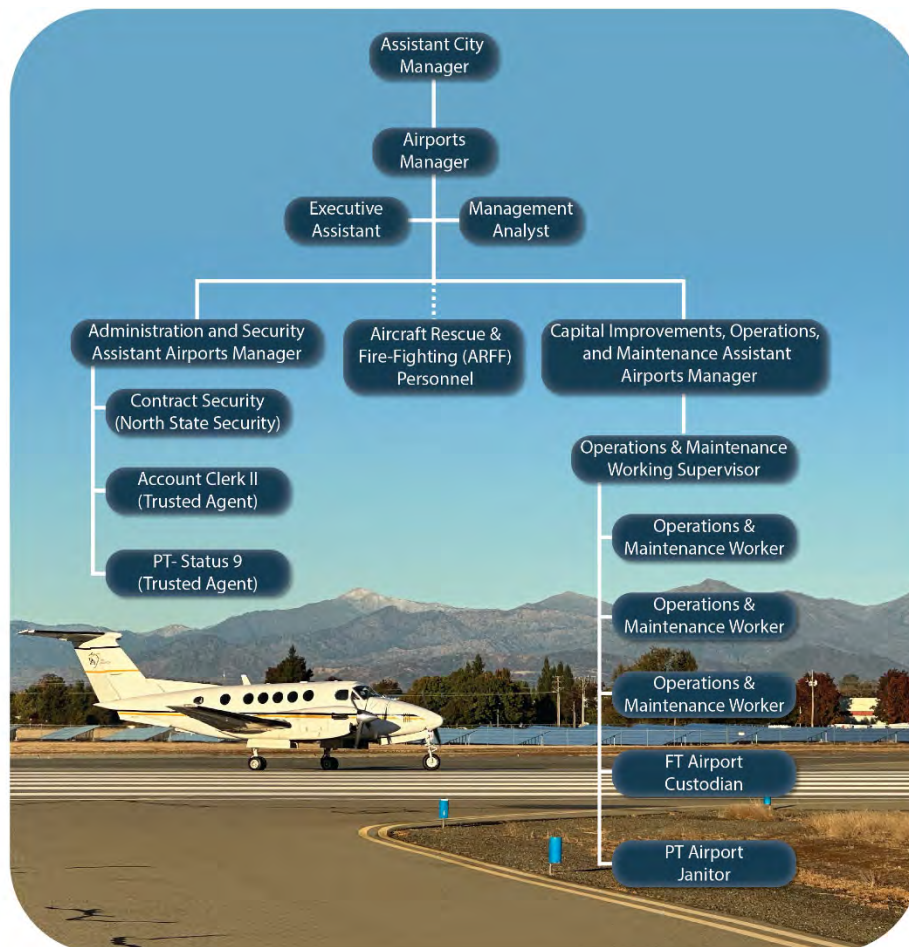 Assistant City
Manager
Airports
Manager
Executive
Assistant
Management
Analyst
Administration and Security
Assistant Airports Manager
Aircraft Rescue &
Fire-Fighting (ARFF)
Personnel
Capital Improvements, Operations,
and Maintenance Assistant
Airports Manager
Contract Security
(North State Security)
Account Clerk II
(Trusted Agent)
PT- Status 9
(Trusted Agent)
Operations & Maintenance
Working Supervisor
Operations &
Maintenance Worker
Operations &
Maintenance Worker
Operations &
Maintenance Worker
FT Airport
Custodian
PT Airport
Janitor